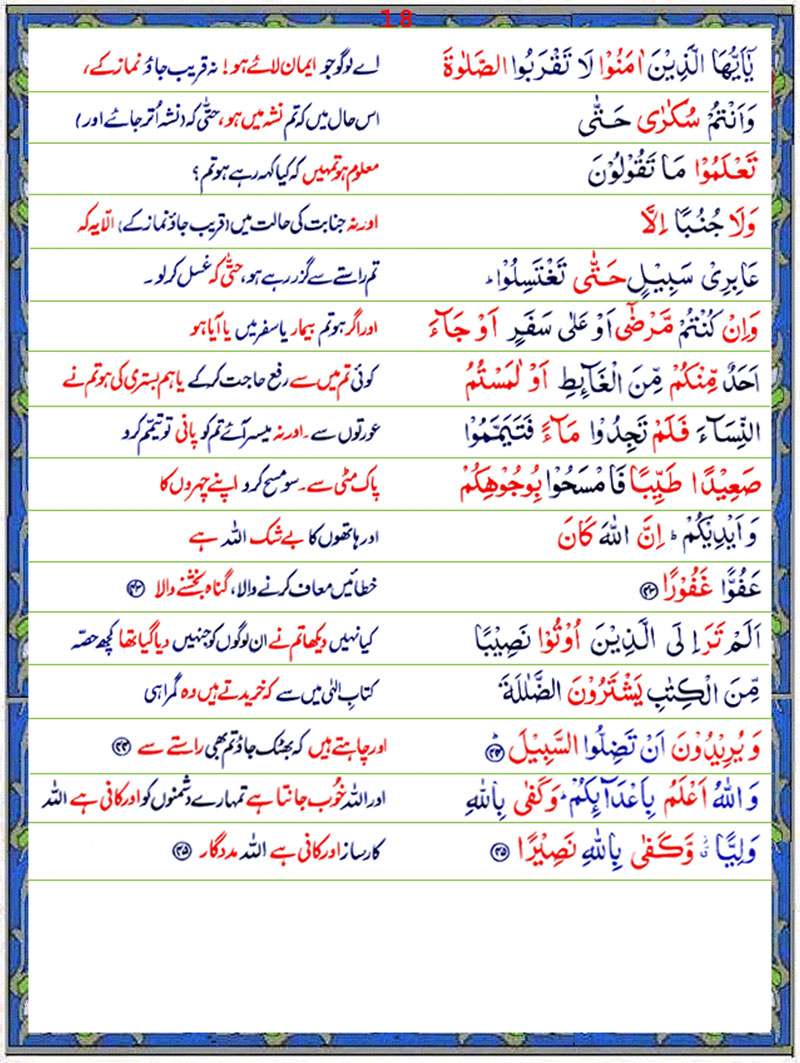 18
يٰۤاَيُّهَا الَّذِيْنَ اٰمَنُوْا لَا تَقْرَبُوا الصَّلٰوةَ اے لوگو جو ایمان لائے ہو! نہ قریب جاؤ نماز کے،
وَاَنْتُمْ سُكٰرٰى حَتّٰى اس حال میں کہ تم نشہ میں ہو، حتّٰی کہ (نشہ اُتر جائے اور)
تَعْلَمُوْا مَا تَقُوْلُوْنَ معلوم ہو تمہیں کہ کیا کہہ رہے ہو تم؟
وَلَا جُنُبًا اِلَّا اور نہ جنابت کی حالت میں (قریب جاؤ نماز کے) الّا یہ کہ
عَابِرِىْ سَبِيْلٍ حَتّٰى تَغْتَسِلُوْا ؕ تم راستے سے گزر رہے ہو، حتّٰی کہ غسل کر لو۔
وَاِنْ كُنْتُمْ مَّرْضٰۤى اَوْ عَلٰى سَفَرٍ اَوْ جَآءَ اور اگر ہو تم بیمار یا سفر میں یا آیا ہو
اَحَدٌ مِّنْكُمْ مِّنَ الْغَآئِطِ اَوْ لٰمَسْتُمُ کوئی تم میں سے رفع حاجت کرکے یا ہم بستری کی ہو تم نے
النِّسَآءَ فَلَمْ تَجِدُوْا مَآءً فَتَيَمَّمُوْا عورتوں سے۔ اور نہ میسر آئے تم کو پانی تو تیمّم کرو
صَعِيْدًا طَيِّبًا فَامْسَحُوْا بِوُجُوْهِكُمْ پاک مٹی سے۔ سو مسح کرو اپنے چہروں کا
وَاَيْدِيْكُمْ ؕ اِنَّ اللّٰهَ كَانَ اور ہاتھوں کا بے شک اللہ ہے
عَفُوًّا غَفُوْرًا ۴۳ خطائیں معاف کرنے والا، گناہ بخشنے والا ۴۳
اَلَمْ تَرَ اِلَى الَّذِيْنَ اُوْتُوْا نَصِيْبًا کیا نہیں دیکھا تم نے ان لوگوں کو جنہیں دیا گیا تھا کچھ حصّہ
مِّنَ الْكِتٰبِ يَشْتَرُوْنَ الضَّلٰلَةَ کتابِ الٰہی میں سے کہ خریدتے ہیں وہ گمراہی
وَيُرِيْدُوْنَ اَنْ تَضِلُّوا السَّبِيْلَ ؕ ۴۴ اور چاہتے ہیں کہ بھٹک جاؤ تم بھی راستے سے ۴۴
وَاللّٰهُ اَعْلَمُ بِاَعْدَآئِكُمْ ؕ وَكَفٰى بِاللّٰهِ اور اللہ خُوب جانتا ہے تمہارے دشمنوں کو اور کافی ہے اللہ
وَلِيًّا ۙ وَّكَفٰى بِاللّٰهِ نَصِيْرًا ۴۵ کارساز اور کافی ہے اللہ مددگار ۴۵